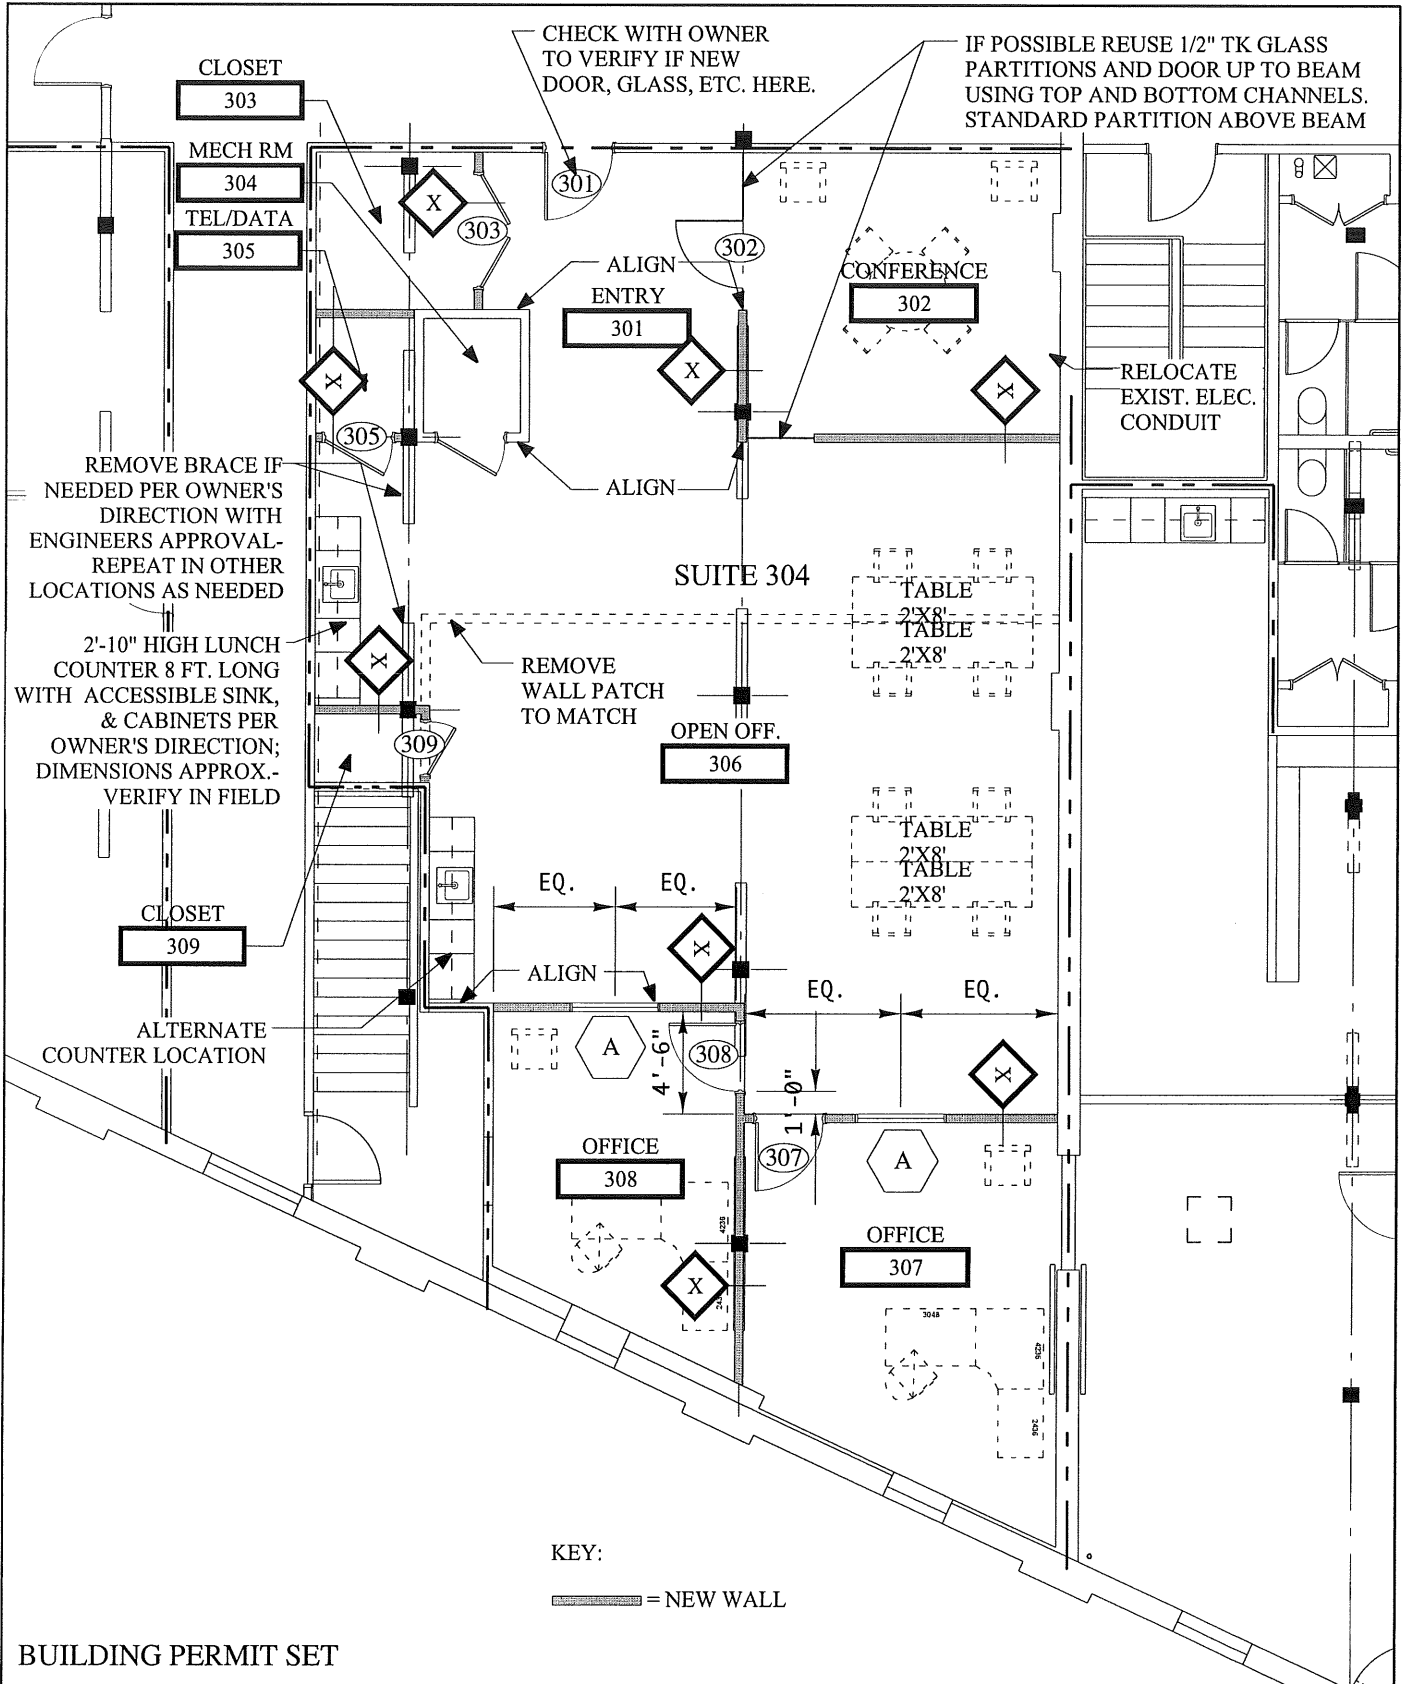 CHECK WITH OWNER
TO VERIFY IF NEW
DOOR, GLASS, ETC. HERE.
IF POSSIBLE REUSE 1/2" TK GLASS
PARTITIONS AND DOOR UP TO BEAM
USING TOP AND BOTTOM CHANNELS.
STANDARD PARTITION ABOVE BEAM
CLOSET
303
MECH RM
304
TEL/DATA
305
X
301
303
302
ALIGN
ENTRY
301
CONFERENCE
302
X
X
X
RELOCATE
EXIST. ELEC.
CONDUIT
305
ALIGN
REMOVE BRACE IF
NEEDED PER OWNER'S
DIRECTION WITH
ENGINEERS APPROVAL-
REPEAT IN OTHER
LOCATIONS AS NEEDED
SUITE 304
TABLE
2'X8'
TABLE
2'X8'
2'-10" HIGH LUNCH
COUNTER 8 FT. LONG
WITH ACCESSIBLE SINK,
& CABINETS PER
OWNER'S DIRECTION;
DIMENSIONS APPROX.-
VERIFY IN FIELD
X
REMOVE
WALL PATCH
TO MATCH
309
OPEN OFF.
306
TABLE
2'X8'
TABLE
2'X8'
EQ.
EQ.
CLOSET
309
X
ALIGN
EQ.
EQ.
ALTERNATE
COUNTER LOCATION
A
4'-6"
308
X
1'-0"
OFFICE
308
307
A
4236
OFFICE
307
X
3048
4236
2436
KEY:
= NEW WALL
BUILDING PERMIT SET